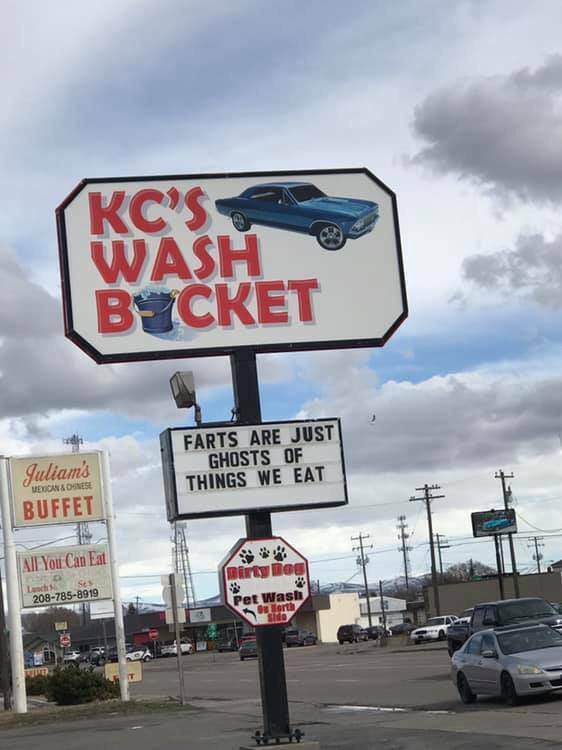 KC'S
WASH
BUCKET
FARTS ARE JUST
GHOSTS OF
THINGS WE EAT
Dirty Dog
Pet Wash
On North
Side
Juliam's
MEXICAN & CHINESE
BUFFET
All You Can Eat
Lunch
208-785-8919